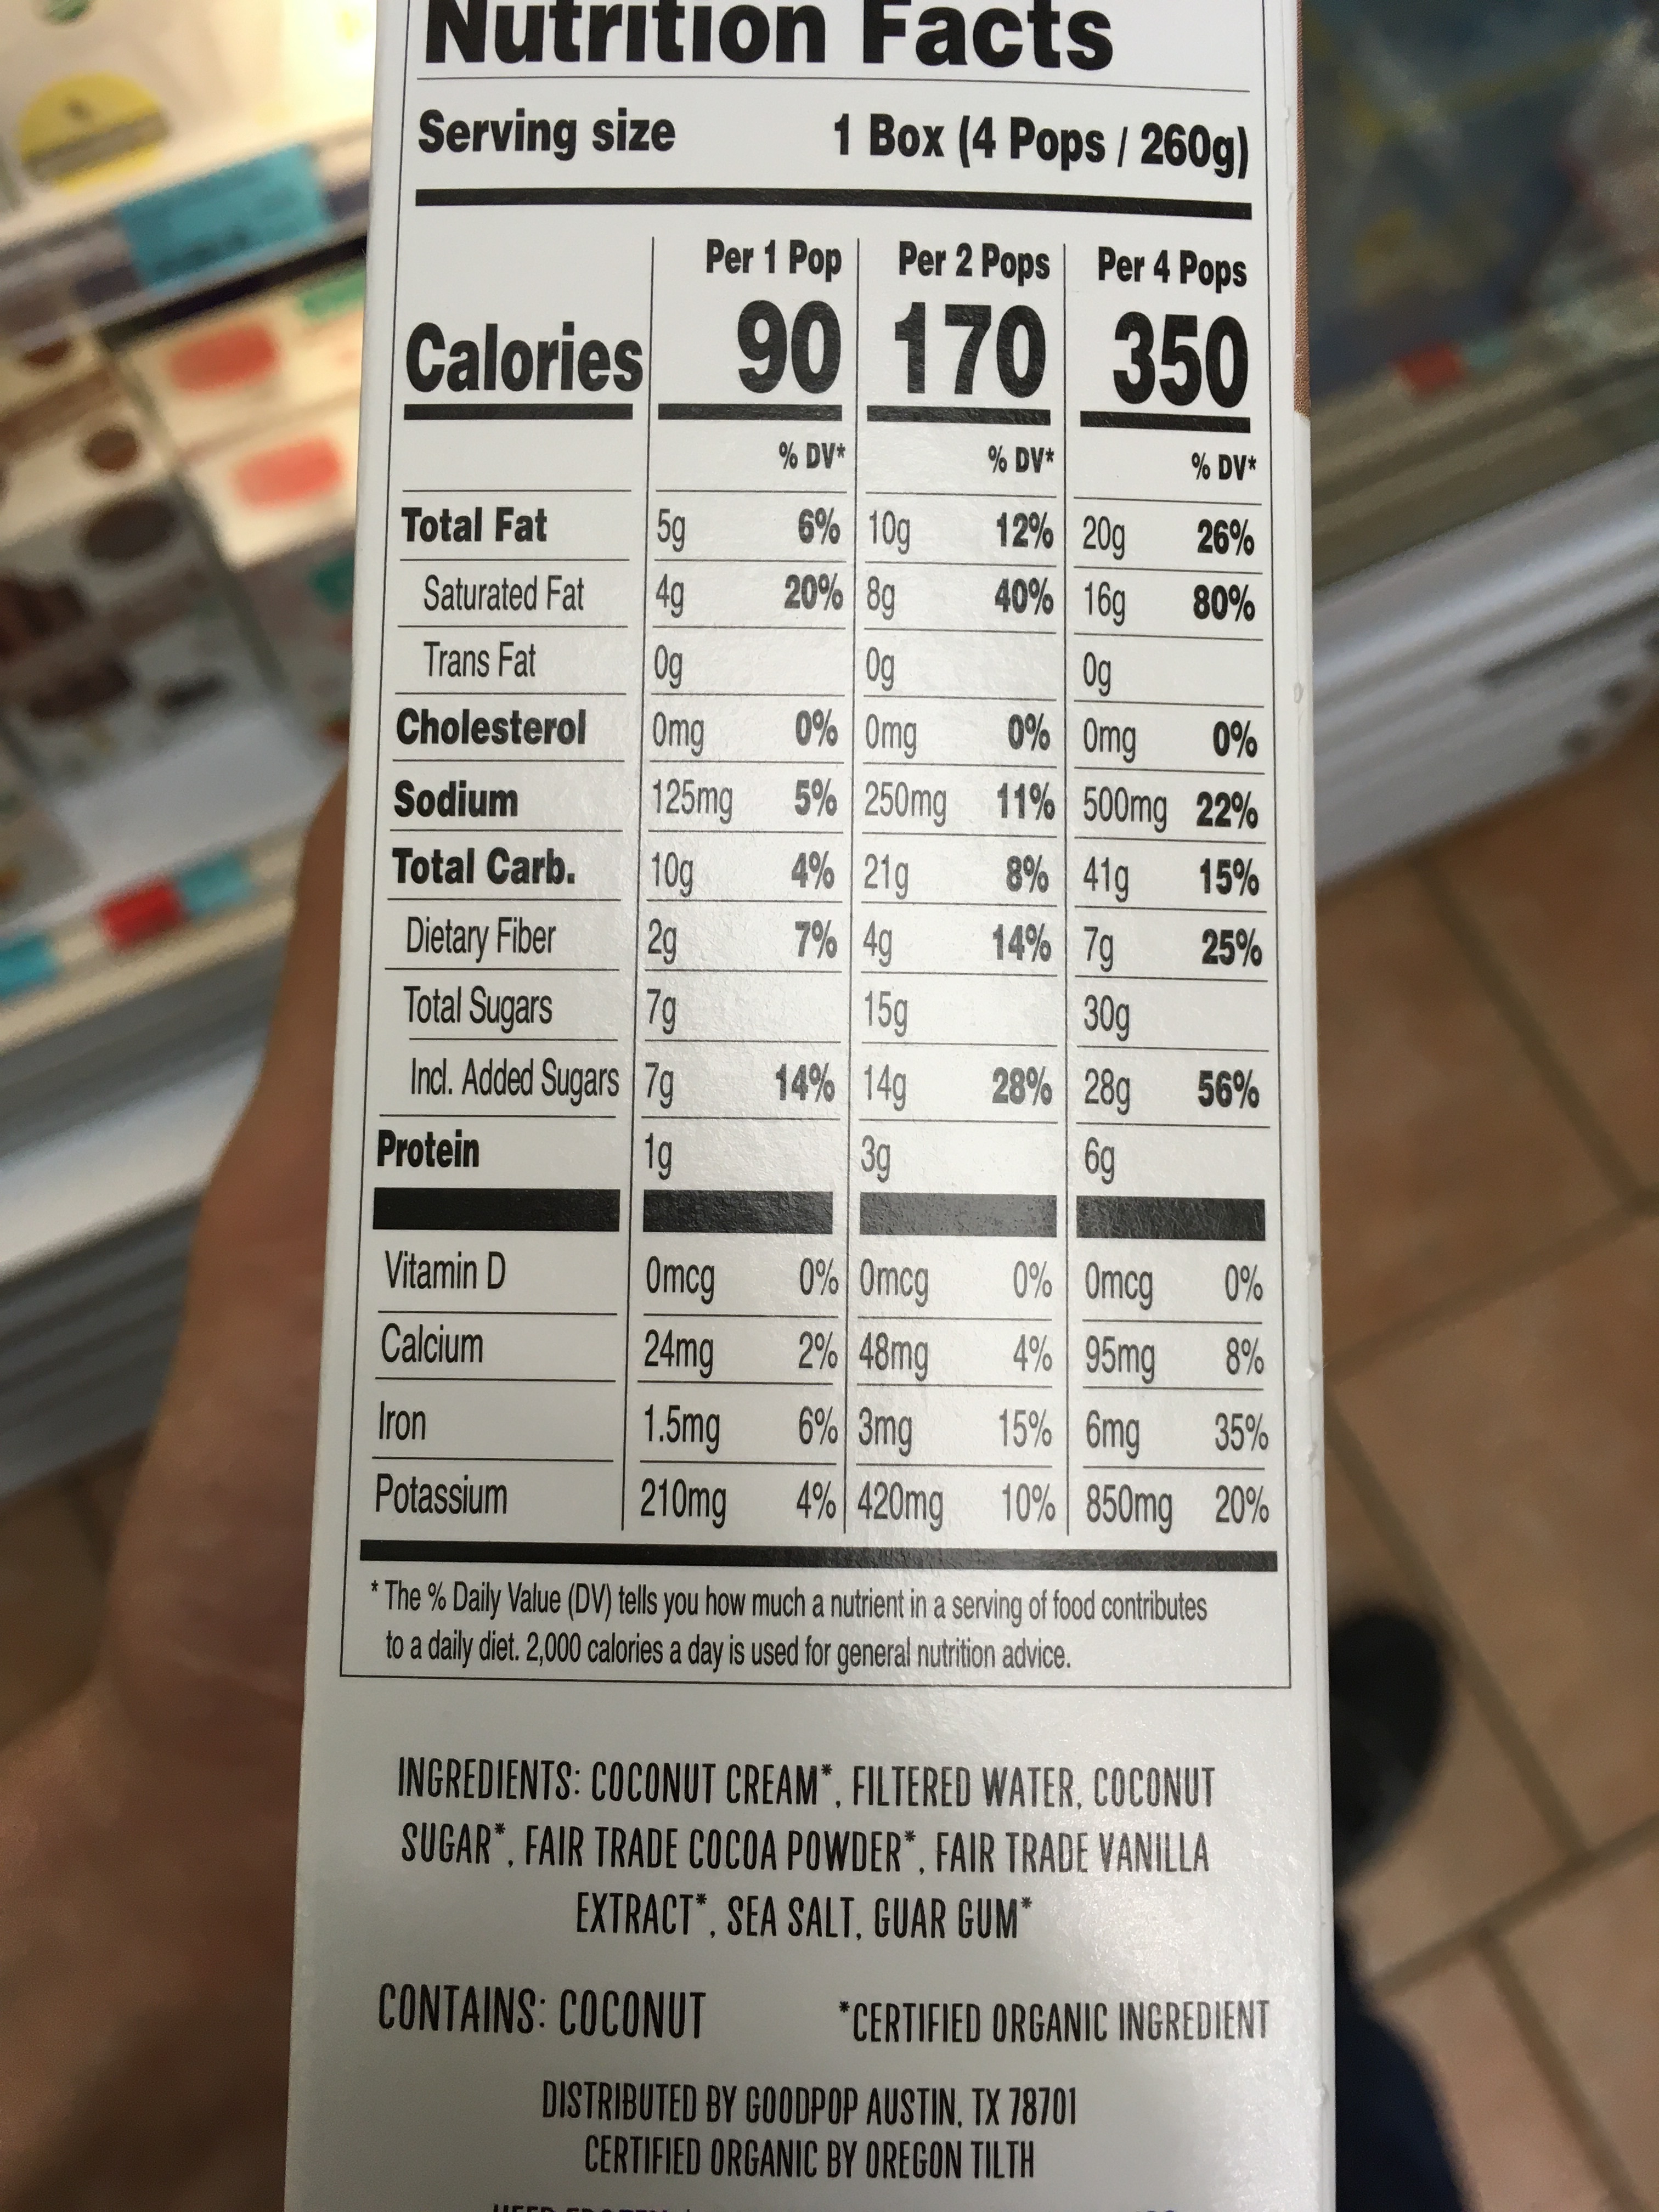 Nutrition Facts
Serving size 1 Box (4 Pops / 260g)
Per 1 Pop Per 2 Pops Per 4 Pops
Calories 90 170 350
% DV* % DV* % DV*
Total Fat 5g 6% 10g 12% 20g 26%
Saturated Fat 4g 20% 8g 40% 16g 80%
Trans Fat 0g 0g 0g
Cholesterol 0mg 0% 0mg 0% 0mg 0%
Sodium 125mg 5% 250mg 11% 500mg 22%
Total Carb. 10g 4% 21g 8% 41g 15%
Dietary Fiber 2g 7% 4g 14% 7g 25%
Total Sugars 7g 15g 30g
Incl. Added Sugars 7g 14% 14g 28% 28g 56%
Protein 1g 3g 6g
Vitamin D 0mcg 0% 0mcg 0% 0mcg 0%
Calcium 24mg 2% 48mg 4% 95mg 8%
Iron 1.5mg 6% 3mg 15% 6mg 35%
Potassium 210mg 4% 420mg 10% 850mg 20%
* The % Daily Value (DV) tells you how much a nutrient in a serving of food contributes
to a daily diet. 2,000 calories a day is used for general nutrition advice.
INGREDIENTS: COCONUT CREAM*, FILTERED WATER, COCONUT
SUGAR*, FAIR TRADE COCOA POWDER*, FAIR TRADE VANILLA
EXTRACT*, SEA SALT, GUAR GUM*
CONTAINS: COCONUT *CERTIFIED ORGANIC INGREDIENT
DISTRIBUTED BY GOODPOP AUSTIN, TX 78701
CERTIFIED ORGANIC BY OREGON TILTH